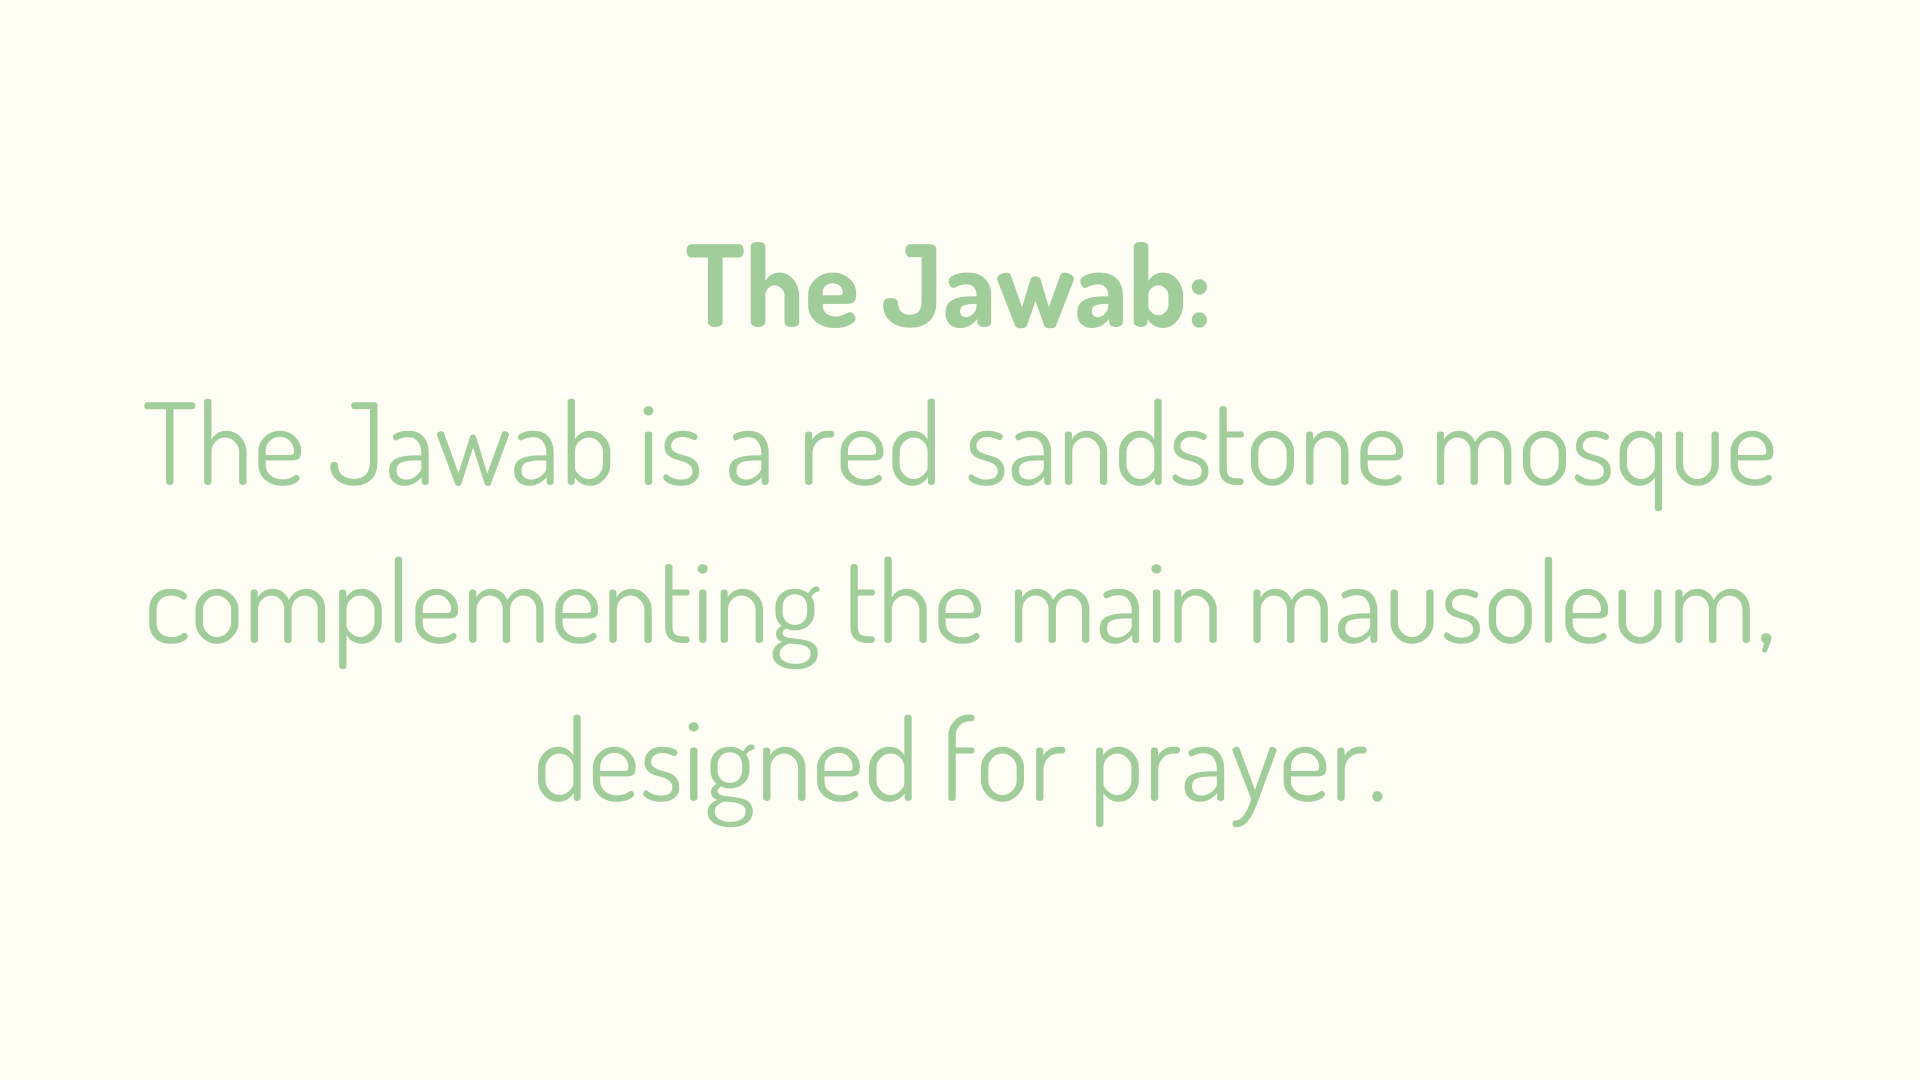 The Jawab:
The Jawab is a red sandstone mosque
complementing the main mausoleum,
designed for prayer.